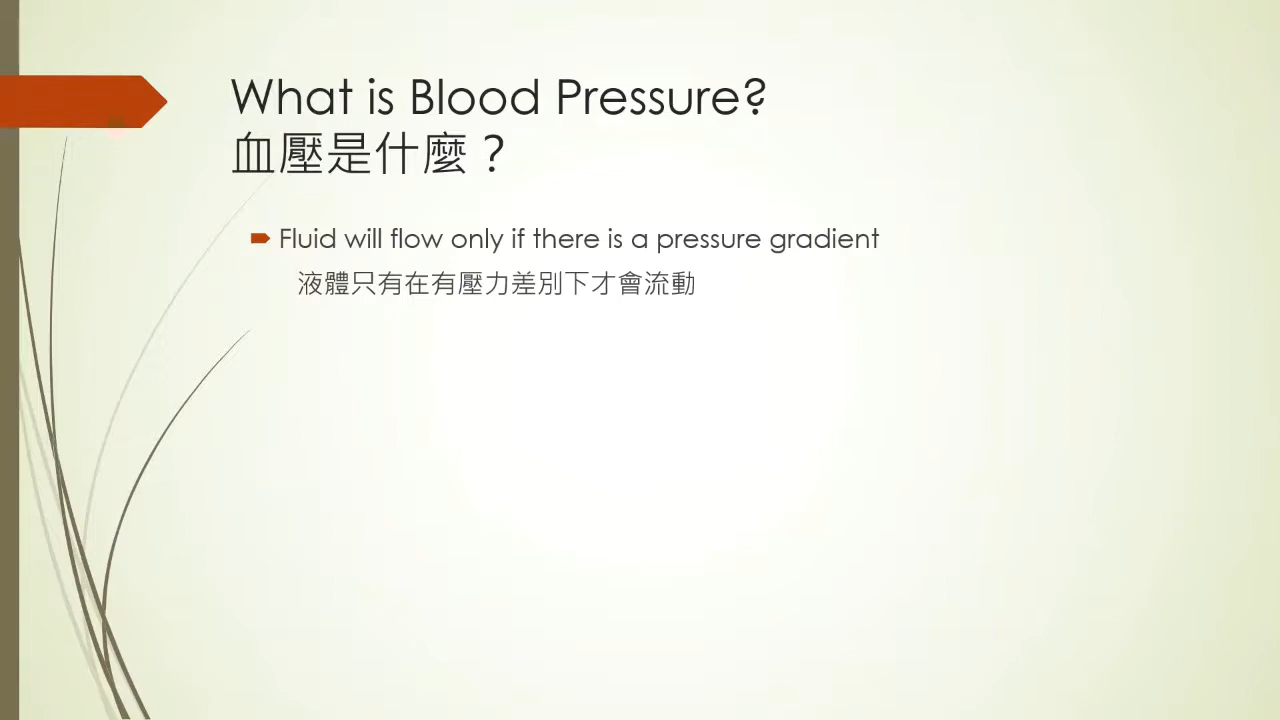 What is Blood Pressure?
血壓是什麼？
Fluid will flow only if there is a pressure gradient
液體只有在有壓力差別下才會流動